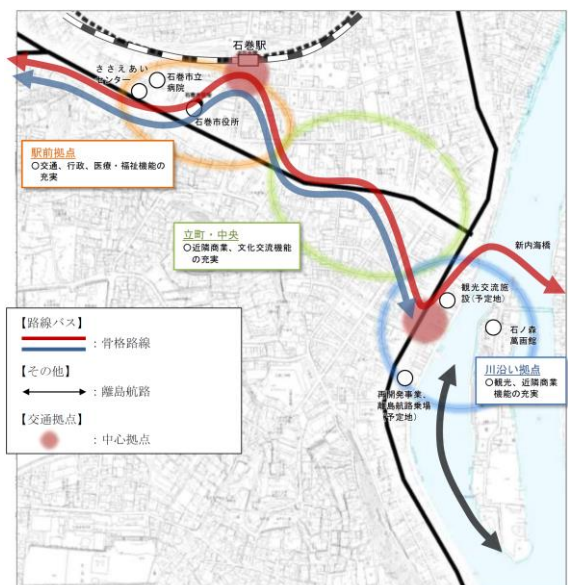 石巻駅
ささえあい
センター
石巻市立
病院
石巻市役所
駅前拠点
○交通、行政、医療・福祉機能の
充実
立町・中央
○近隣商業、文化交流機能
の充実
新内海橋
観光交流施
設(予定地)
石ノ森
萬画館
川沿い拠点
○観光、近隣商業
機能の充実
再開発事業、
離島航路乗場
(予定地)
【路線バス】
：骨格路線
【その他】
：離島航路
【交通拠点】
：中心拠点